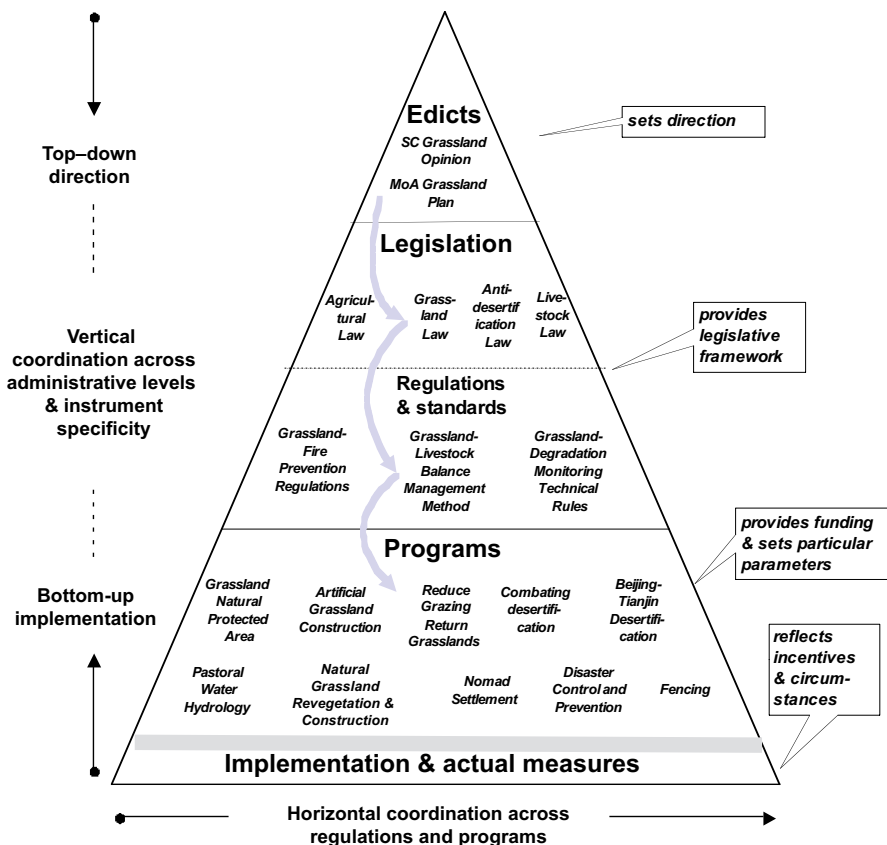 Edicts
SC Grassland
Opinion
MoA Grassland
Plan
sets direction
Top–down
direction
Legislation
Agricul-
tural
Law
Grass-
land
Law
Anti-
desertif
ication
Law
Live-
stock
Law
provides
legislative
framework
Vertical
coordination across
administrative levels
& instrument
specificity
Regulations
& standards
Grassland-
Fire
Prevention
Regulations
Grassland-
Livestock
Balance
Management
Method
Grassland-
Degradation
Monitoring
Technical
Rules
provides funding
& sets particular
parameters
Programs
Bottom-up
implementation
Grassland
Natural
Protected
Area
Artificial
Grassland
Construction
Reduce
Grazing
Return
Grasslands
Combating
desertifi-
cation
Beijing-
Tianjin
Desertifi-
cation
reflects
incentives
& circum-
stances
Pastoral
Water
Hydrology
Natural
Grassland
Revegetation &
Construction
Nomad
Settlement
Disaster
Control and
Prevention
Fencing
Implementation & actual measures
Horizontal coordination across
regulations and programs